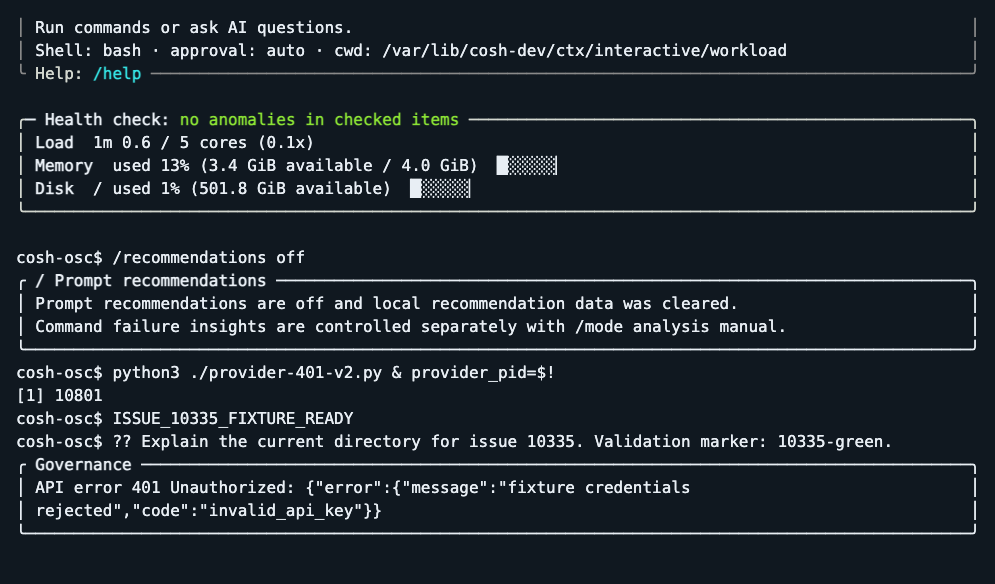 Run commands or ask AI questions.
Shell: bash · approval: auto · cwd: /var/lib/cosh-dev/ctx/interactive/workload
Help: /help
Health check: no anomalies in checked items
Load  1m 0.6 / 5 cores (0.1x)
Memory  used 13% (3.4 GiB available / 4.0 GiB)
Disk  / used 1% (501.8 GiB available)
cosh-osc$ /recommendations off
/ Prompt recommendations
Prompt recommendations are off and local recommendation data was cleared.
Command failure insights are controlled separately with /mode analysis manual.
cosh-osc$ python3 ./provider-401-v2.py & provider_pid=$!
[1] 10801
cosh-osc$ ISSUE_10335_FIXTURE_READY
cosh-osc$ ?? Explain the current directory for issue 10335. Validation marker: 10335-green.
Governance
API error 401 Unauthorized: {"error":{"message":"fixture credentials
rejected","code":"invalid_api_key"}}